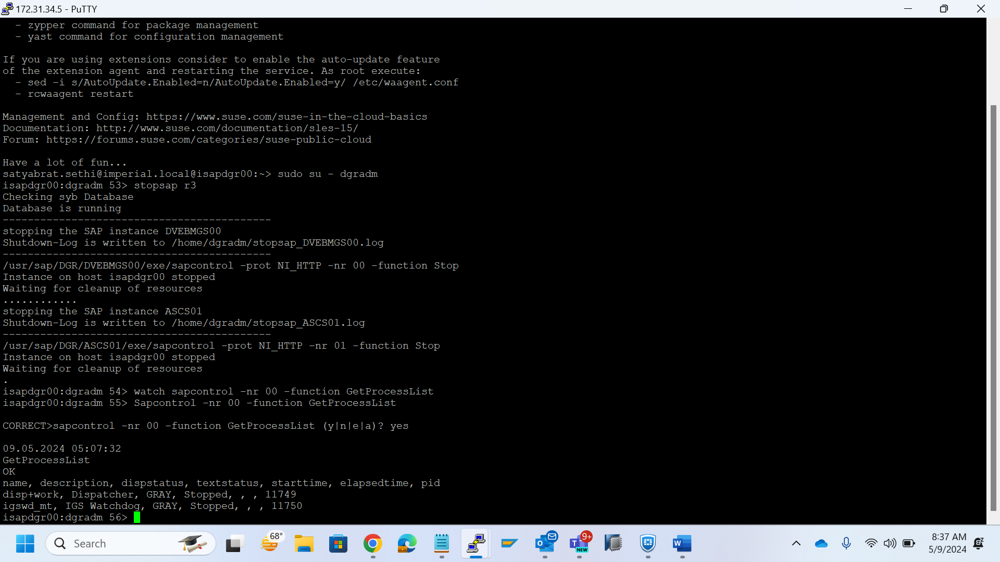 172.31.34.5 - PuTTY
- zypper command for package management
- yast command for configuration management
If you are using extensions consider to enable the auto-update feature
of the extension agent and restarting the service. As root execute:
- sed -i s/AutoUpdate.Enabled=n/AutoUpdate.Enabled=y/ /etc/waagent.conf
- rcwaagent restart
Management and Config: https://www.suse.com/suse-in-the-cloud-basics
Documentation: http://www.suse.com/documentation/sles-15/
Forum: https://forums.suse.com/categories/suse-public-cloud
Have a lot of fun...
satyabrat.sethi@imperial.local@isapdgr00:~> sudo su - dgradm
isapdgr00:dgradm 53> stopsap r3
Checking syb Database
Database is running
-------------------------------------------
stopping the SAP instance DVEBMGS00
Shutdown-Log is written to /home/dgradm/stopsap_DVEBMGS00.log
-------------------------------------------
/usr/sap/DGR/DVEBMGS00/exe/sapcontrol -prot NI_HTTP -nr 00 -function Stop
Instance on host isapdgr00 stopped
Waiting for cleanup of resources
............
stopping the SAP instance ASCS01
Shutdown-Log is written to /home/dgradm/stopsap_ASCS01.log
-------------------------------------------
/usr/sap/DGR/ASCS01/exe/sapcontrol -prot NI_HTTP -nr 01 -function Stop
Instance on host isapdgr00 stopped
Waiting for cleanup of resources
.
isapdgr00:dgradm 54> watch sapcontrol -nr 00 -function GetProcessList
isapdgr00:dgradm 55> Sapcontrol -nr 00 -function GetProcessList
CORRECT>sapcontrol -nr 00 -function GetProcessList (y|n|e|a)? yes
09.05.2024 05:07:32
GetProcessList
OK
name, description, dispstatus, textstatus, starttime, elapsedtime, pid
disp+work, Dispatcher, GRAY, Stopped, , , 11749
igswd_mt, IGS Watchdog, GRAY, Stopped, , , 11750
isapdgr00:dgradm 56>
Search
68°
9+
NEW
8:37 AM
5/9/2024